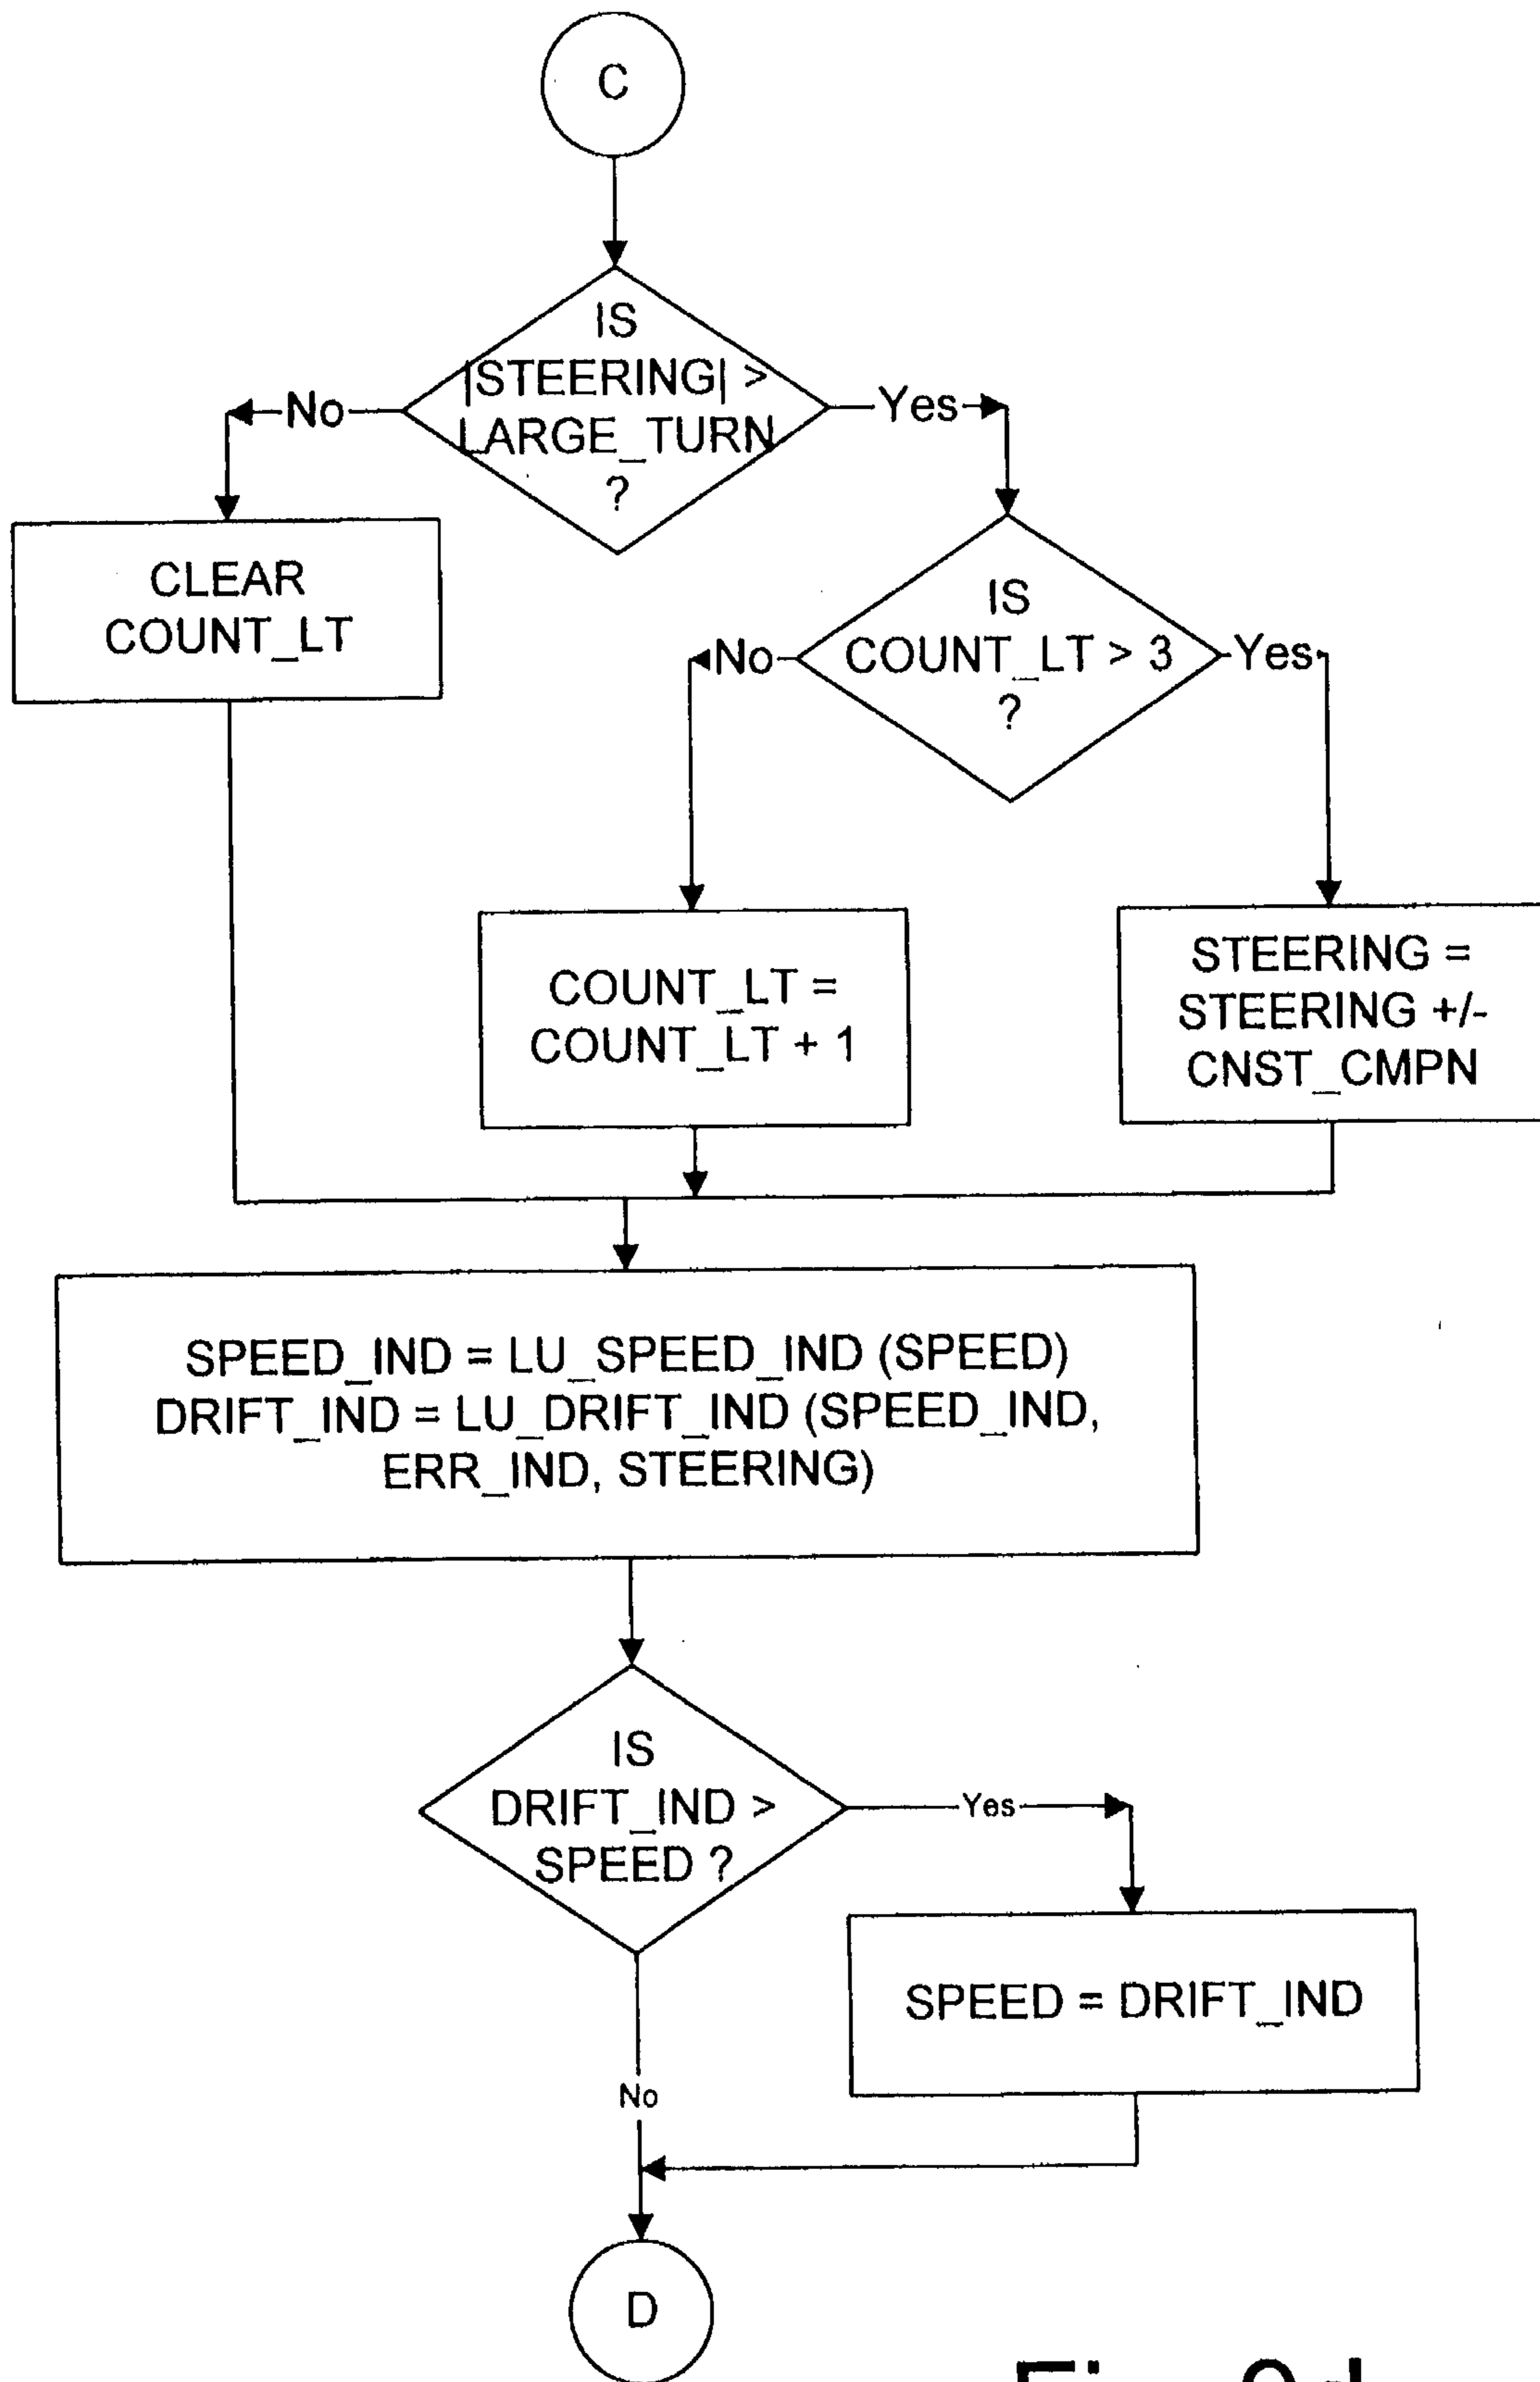 C
IS
|STEERING| >
LARGE_TURN
?
No
Yes
CLEAR
COUNT_LT
IS
COUNT_LT > 3
?
No
Yes
COUNT_LT =
COUNT_LT + 1
STEERING =
STEERING +/-
CNST_CMPN
SPEED_IND = LU_SPEED_IND (SPEED)
DRIFT_IND = LU_DRIFT_IND (SPEED_IND,
ERR_IND, STEERING)
IS
DRIFT_IND >
SPEED ?
Yes
SPEED = DRIFT_IND
No
D